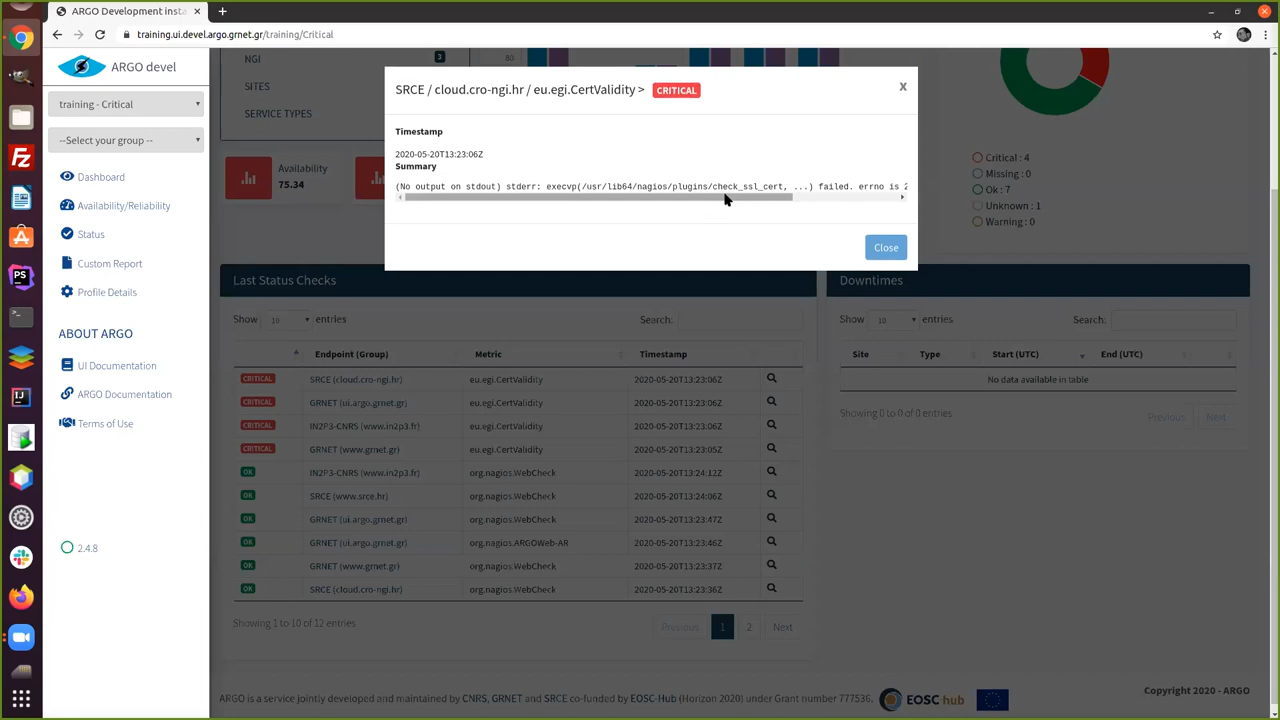 ARGO Development insta
training.ui.devel.argo.grnet.gr/training/Critical
ARGO devel
training - Critical
--Select your group --
Dashboard
Availability/Reliability
Status
Custom Report
Profile Details
ABOUT ARGO
UI Documentation
ARGO Documentation
Terms of Use
2.4.8
NGI
3
SITES
SERVICE TYPES
80
Availability
75.34
SRCE / cloud.cro-ngi.hr / eu.egi.CertValidity > CRITICAL
x
Timestamp
2020-05-20T13:23:06Z
Summary
(No output on stdout) stderr: execvp(/usr/lib64/nagios/plugins/check_ssl_cert, ...) failed. errno is 2
Close
Critical : 4
Missing : 0
Ok : 7
Unknown : 1
Warning : 0
Last Status Checks
Show 10 entries
Search:
Endpoint (Group) Metric Timestamp
CRITICAL SRCE (cloud.cro-ngi.hr) eu.egi.CertValidity 2020-05-20T13:23:06Z
CRITICAL GRNET (ui.argo.grnet.gr) eu.egi.CertValidity 2020-05-20T13:23:06Z
CRITICAL IN2P3-CNRS (www.in2p3.fr) eu.egi.CertValidity 2020-05-20T13:23:06Z
CRITICAL GRNET (www.grnet.gr) eu.egi.CertValidity 2020-05-20T13:23:05Z
OK IN2P3-CNRS (www.in2p3.fr) org.nagios.WebCheck 2020-05-20T13:24:12Z
OK SRCE (www.srce.hr) org.nagios.WebCheck 2020-05-20T13:24:06Z
OK GRNET (ui.argo.grnet.gr) org.nagios.WebCheck 2020-05-20T13:23:47Z
OK GRNET (ui.argo.grnet.gr) org.nagios.ARGOWeb-AR 2020-05-20T13:23:46Z
OK GRNET (www.grnet.gr) org.nagios.WebCheck 2020-05-20T13:23:37Z
OK SRCE (cloud.cro-ngi.hr) org.nagios.WebCheck 2020-05-20T13:23:36Z
Showing 1 to 10 of 12 entries
Previous 1 2 Next
Downtimes
Show 10 entries
Search:
Site Type Start (UTC) End (UTC)
No data available in table
Showing 0 to 0 of 0 entries
Previous Next
ARGO is a service jointly developed and maintained by CNRS, GRNET and SRCE co-funded by EOSC-Hub (Horizon 2020) under Grant number 777536.
EOSC hub
Copyright 2020 - ARGO